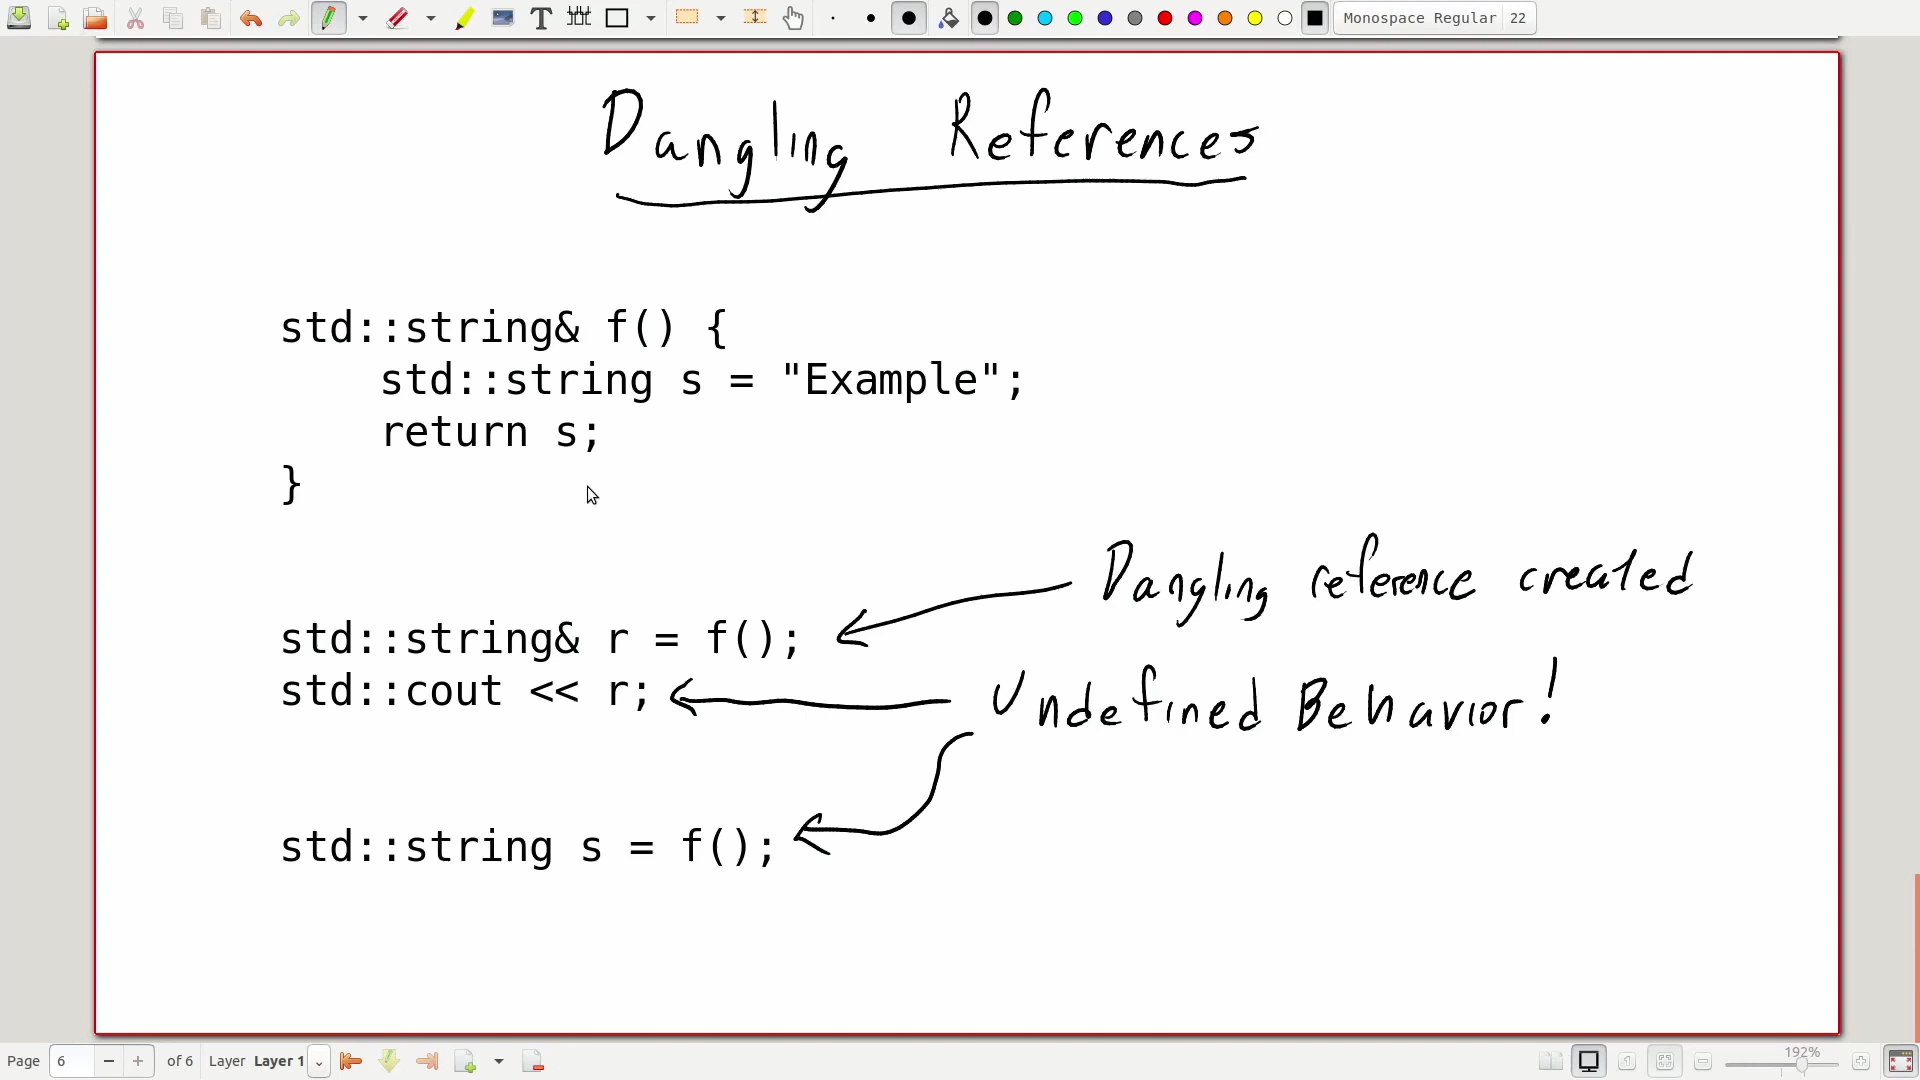 Monospace Regular 22
Dangling References
std::string& f() {
    std::string s = "Example";
    return s;
}
Dangling reference created
std::string& r = f();
std::cout << r;
Undefined Behavior!
std::string s = f();
Page 6 of 6 Layer Layer 1
192%